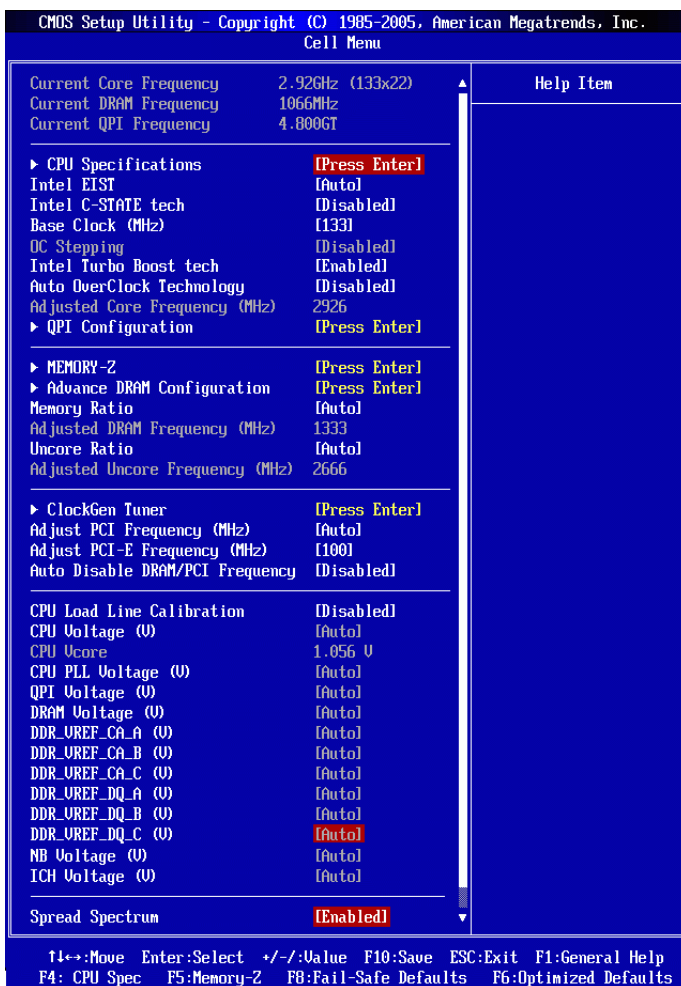 CMOS Setup Utility - Copyright (C) 1985-2005, American Megatrends, Inc.
Cell Menu
Current Core Frequency 2.92GHz (133x22)
Current DRAM Frequency 1066MHz
Current QPI Frequency 4.800GT
Help Item
▶ CPU Specifications [Press Enter]
Intel EIST [Auto]
Intel C-STATE tech [Disabled]
Base Clock (MHz) [133]
OC Stepping [Disabled]
Intel Turbo Boost tech [Enabled]
Auto OverClock Technology [Disabled]
Adjusted Core Frequency (MHz) 2926
▶ QPI Configuration [Press Enter]
▶ MEMORY-Z [Press Enter]
▶ Advance DRAM Configuration [Press Enter]
Memory Ratio [Auto]
Adjusted DRAM Frequency (MHz) 1333
Uncore Ratio [Auto]
Adjusted Uncore Frequency (MHz) 2666
▶ ClockGen Tuner [Press Enter]
Adjust PCI Frequency (MHz) [Auto]
Adjust PCI-E Frequency (MHz) [100]
Auto Disable DRAM/PCI Frequency [Disabled]
CPU Load Line Calibration [Disabled]
CPU Voltage (V) [Auto]
CPU Vcore 1.056 V
CPU PLL Voltage (V) [Auto]
QPI Voltage (V) [Auto]
DRAM Voltage (V) [Auto]
DDR_VREF_CA_A (V) [Auto]
DDR_VREF_CA_B (V) [Auto]
DDR_VREF_CA_C (V) [Auto]
DDR_VREF_DQ_A (V) [Auto]
DDR_VREF_DQ_B (V) [Auto]
DDR_VREF_DQ_C (V) [Auto]
NB Voltage (V) [Auto]
ICH Voltage (V) [Auto]
Spread Spectrum [Enabled]
↑↓←→:Move Enter:Select +/-/:Value F10:Save ESC:Exit F1:General Help
F4: CPU Spec F5:Memory-Z F8:Fail-Safe Defaults F6:Optimized Defaults